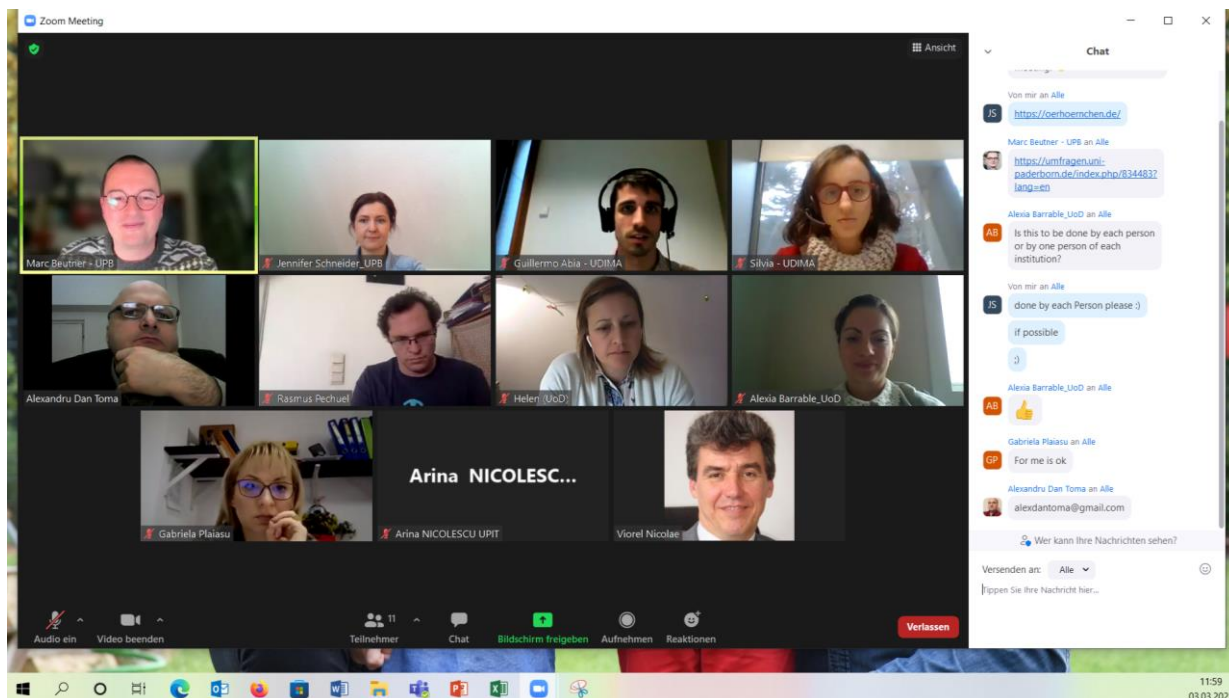 Zoom Meeting
Ansicht
Marc Beutner - UPB
Jennifer Schneider_UPB
Guillermo Abia - UDIMA
Silvia - UDIMA
Alexandru Dan Toma
Rasmus Pechuel
Helen (UoD)
Alexia Barrable_UoD
Gabriela Plaiasu
Arina NICOLESC...
Arina NICOLESCU UPIT
Viorel Nicolae
Audio ein
Video beenden
11
Teilnehmer
Chat
Bildschirm freigeben
Aufnehmen
Reaktionen
Verlassen
Chat
Von mir an Alle
JS
https://oerhoernchen.de/
Marc Beutner - UPB an Alle
https://umfragen.uni-
paderborn.de/index.php/834483?
lang=en
Alexia Barrable_UoD an Alle
AB
Is this to be done by each person
or by one person of each
institution?
Von mir an Alle
JS
done by each Person please :)
if possible
;)
Alexia Barrable_UoD an Alle
AB
Gabriela Plaiasu an Alle
GP
For me is ok
Alexandru Dan Toma an Alle
alexdantoma@gmail.com
Wer kann Ihre Nachrichten sehen?
Versenden an: Alle
Tippen Sie Ihre Nachricht hier...
11:59
03.03.202